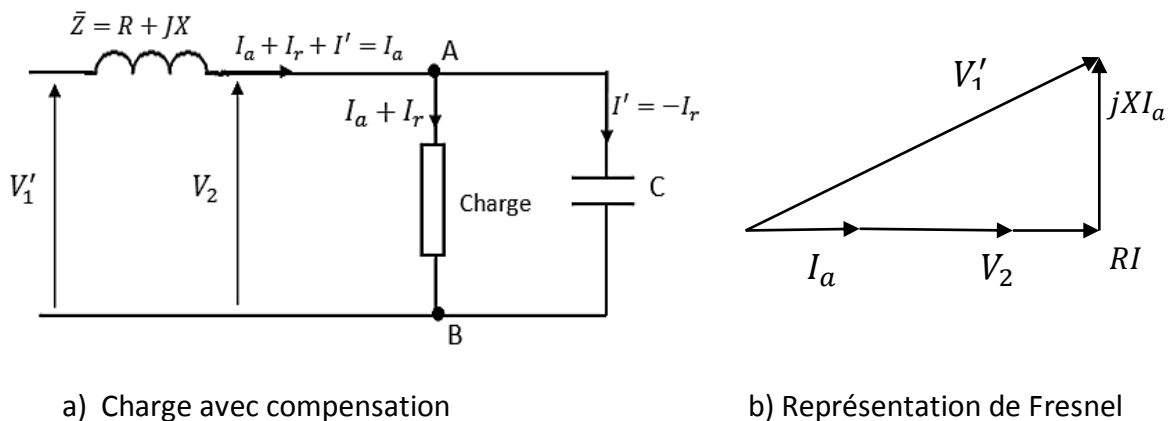 Z̄ = R + JX
I_a + I_r + I' = I_a
A
I_a + I_r
I' = −I_r
V_1'
V_2
Charge
C
B
a) Charge avec compensation
V_1'
jXI_a
I_a
V_2
RI
b) Représentation de Fresnel